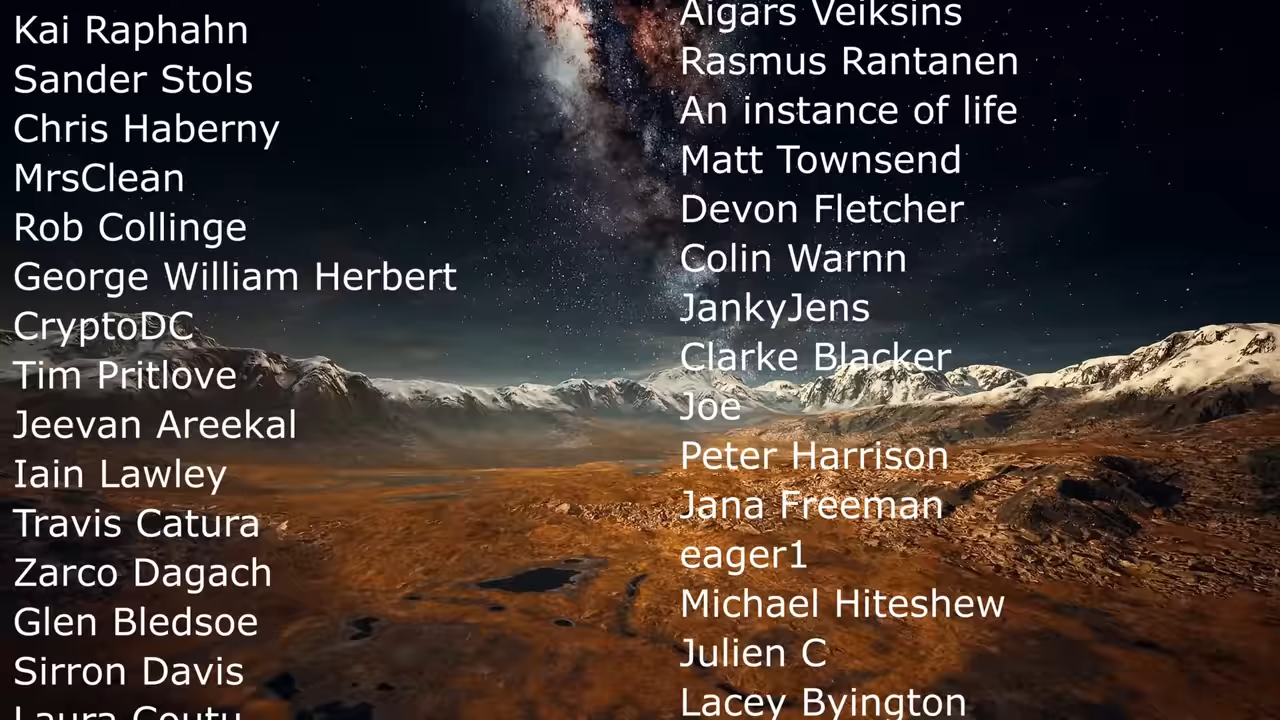 Kai Raphahn
Sander Stols
Chris Haberny
MrsClean
Rob Collinge
George William Herbert
CryptoDC
Tim Pritlove
Jeevan Areekal
Iain Lawley
Travis Catura
Zarco Dagach
Glen Bledsoe
Sirron Davis
Laura Coutu
Aigars Veiksins
Rasmus Rantanen
An instance of life
Matt Townsend
Devon Fletcher
Colin Warnn
JankyJens
Clarke Blacker
Joe
Peter Harrison
Jana Freeman
eager1
Michael Hiteshew
Julien C
Lacey Byington